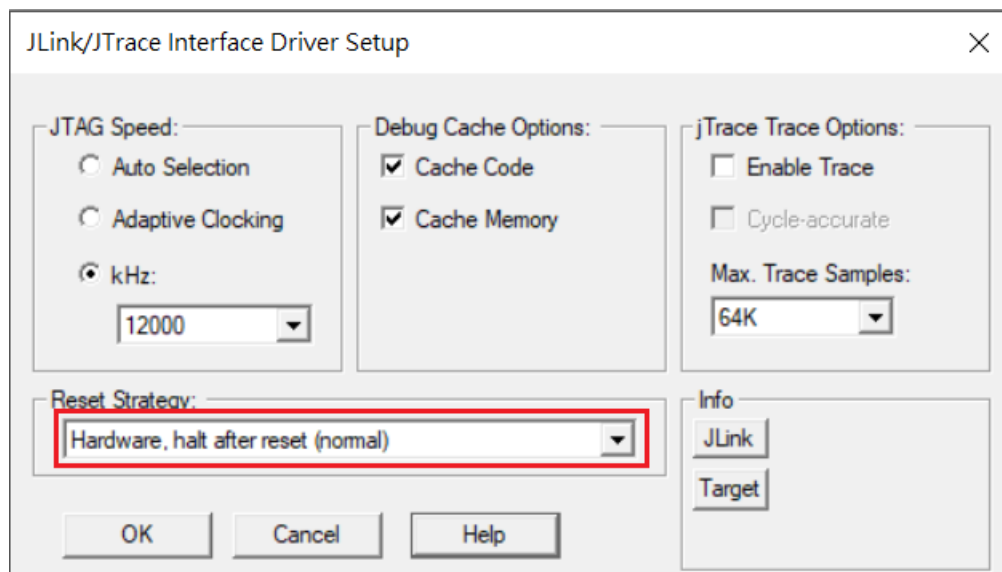 JLink/JTrace Interface Driver Setup
JTAG Speed:
Auto Selection
Adaptive Clocking
kHz:
12000
Debug Cache Options:
Cache Code
Cache Memory
jTrace Trace Options:
Enable Trace
Cycle-accurate
Max. Trace Samples:
64K
Reset Strategy:
Hardware, halt after reset (normal)
Info
JLink
Target
OK
Cancel
Help